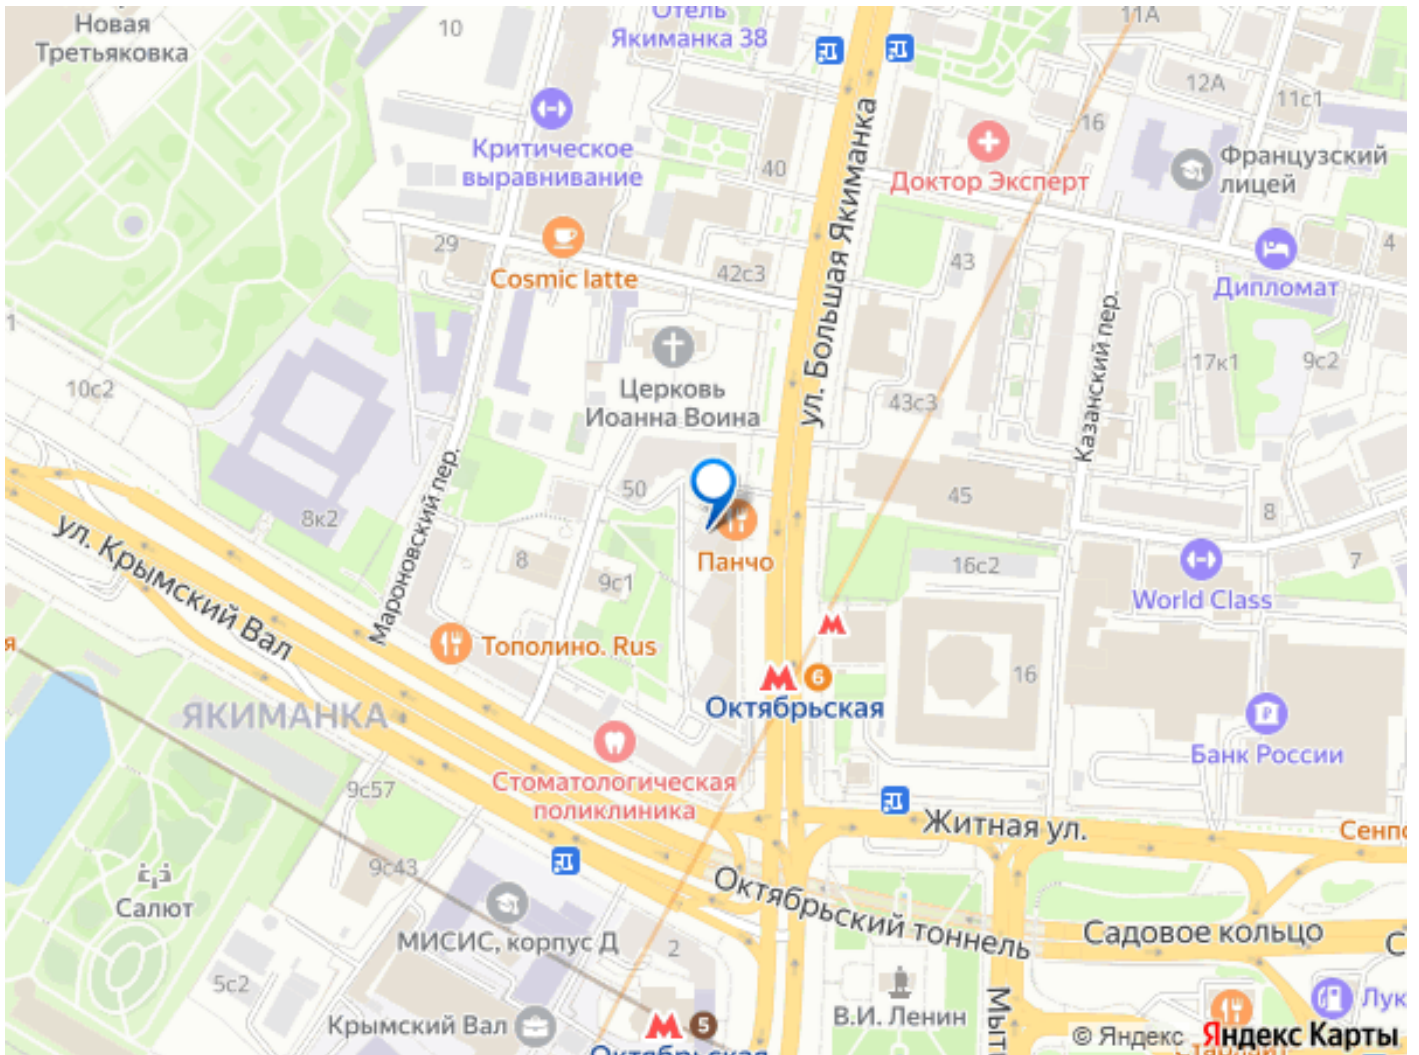 Новая
Третьяковка
10
Отель
Якиманка 38
11А
12А
11с1
16
Критическое
выравнивание
40
Доктор Эксперт
Французский
лицей
ул. Большая Якиманка
29
Cosmic latte
42с3
43
Дипломат
4
1
10с2
Церковь
Иоанна Воина
43с3
Казанский пер.
17к1
9с2
50
45
8
7
8к2
Мароновский пер.
8
9с1
Панчо
16с2
World Class
ул. Крымский Вал
я
Тополино. Rus
6
Октябрьская
16
ЯКИМАНКА
Банк России
9с57
Стоматологическая
поликлиника
Житная ул.
9с43
Салют
Октябрьский тоннель
Садовое кольцо
С
МИСИС, корпус Д
2
5с2
В.И. Ленин
Крымский Вал
5
Октябрьская
© Яндекс Яндекс Карты